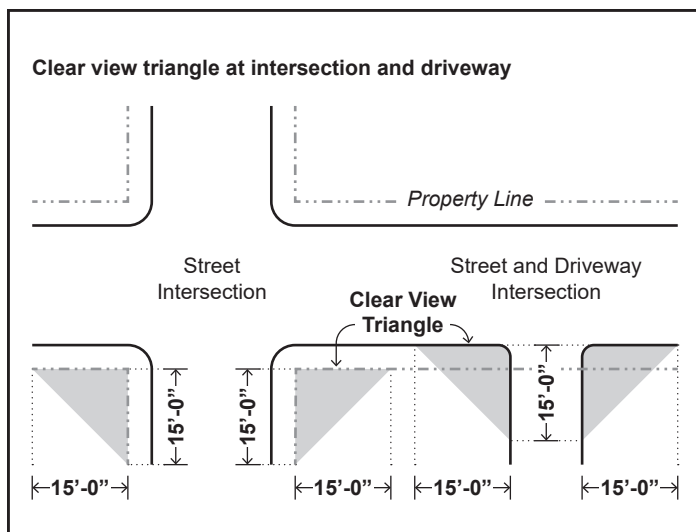 Clear view triangle at intersection and driveway
Property Line
Street
Intersection
Street and Driveway
Intersection
Clear View
Triangle
15'-0”
15'-0”
15'-0”
15'-0”
15'-0”
15'-0”
15'-0”